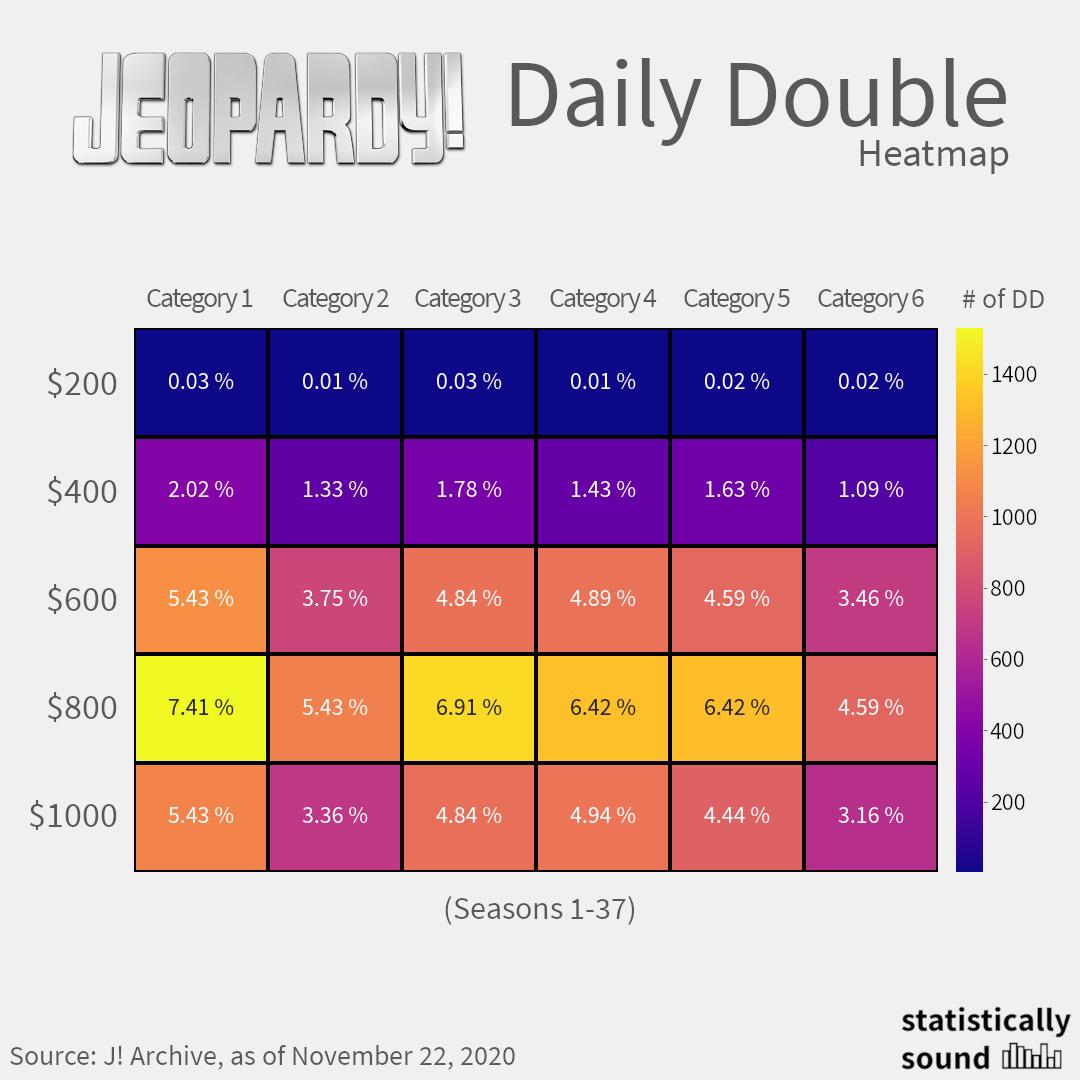 JEOPARDY! Daily Double
Heatmap
Category 1 Category 2 Category 3 Category 4 Category 5 Category 6 # of DD
$200 0.03 % 0.01 % 0.03 % 0.01 % 0.02 % 0.02 %
1400
1200
$400 2.02 % 1.33 % 1.78 % 1.43 % 1.63 % 1.09 %
1000
$600 5.43 % 3.75 % 4.84 % 4.89 % 4.59 % 3.46 %
800
600
$800 7.41 % 5.43 % 6.91 % 6.42 % 6.42 % 4.59 %
400
200
$1000 5.43 % 3.36 % 4.84 % 4.94 % 4.44 % 3.16 %
(Seasons 1-37)
statistically
sound
Source: J! Archive, as of November 22, 2020